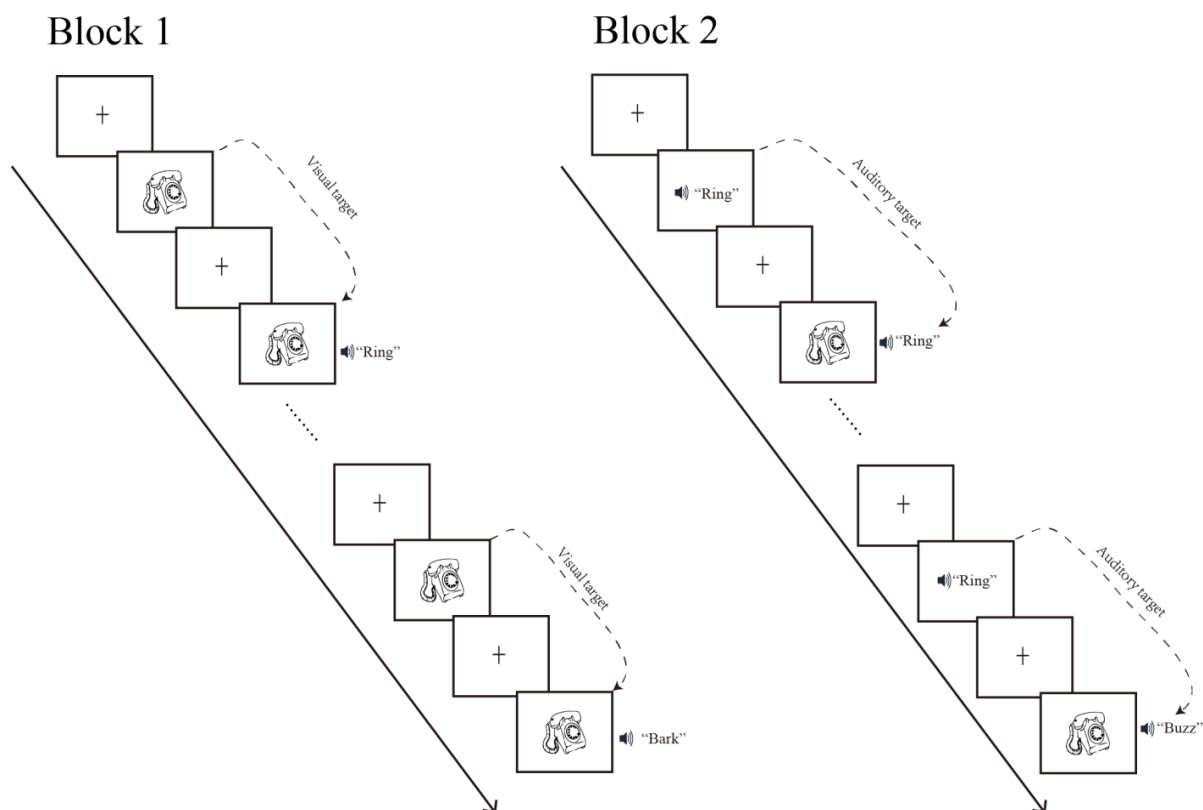 Block 1
Visual target
“Ring”
Visual target
“Bark”
Block 2
“Ring”
Auditory target
“Ring”
“Ring”
Auditory target
“Buzz”